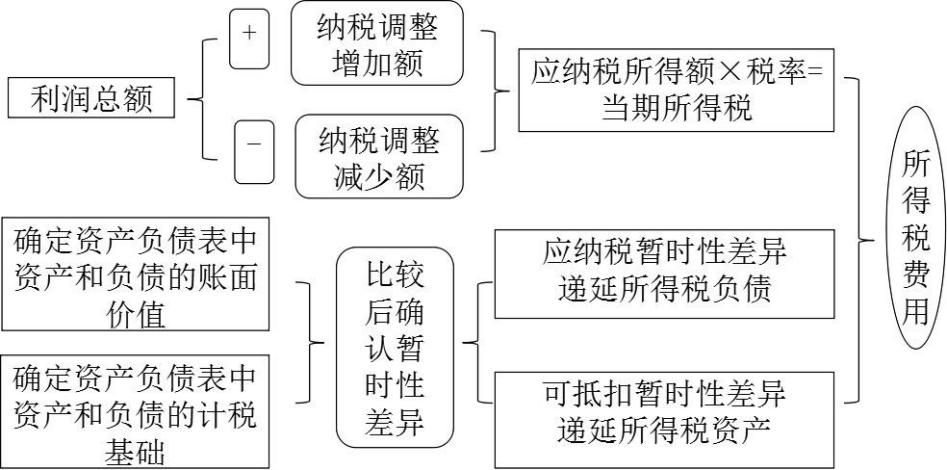 利润总额
+
纳税调整
增加额
−
纳税调整
减少额
应纳税所得额×税率=
当期所得税
确定资产负债表中
资产和负债的账面
价值
确定资产负债表中
资产和负债的计税
基础
比较
后确
认暂
时性
差异
应纳税暂时性差异
递延所得税负债
可抵扣暂时性差异
递延所得税资产
所
得
税
费
用